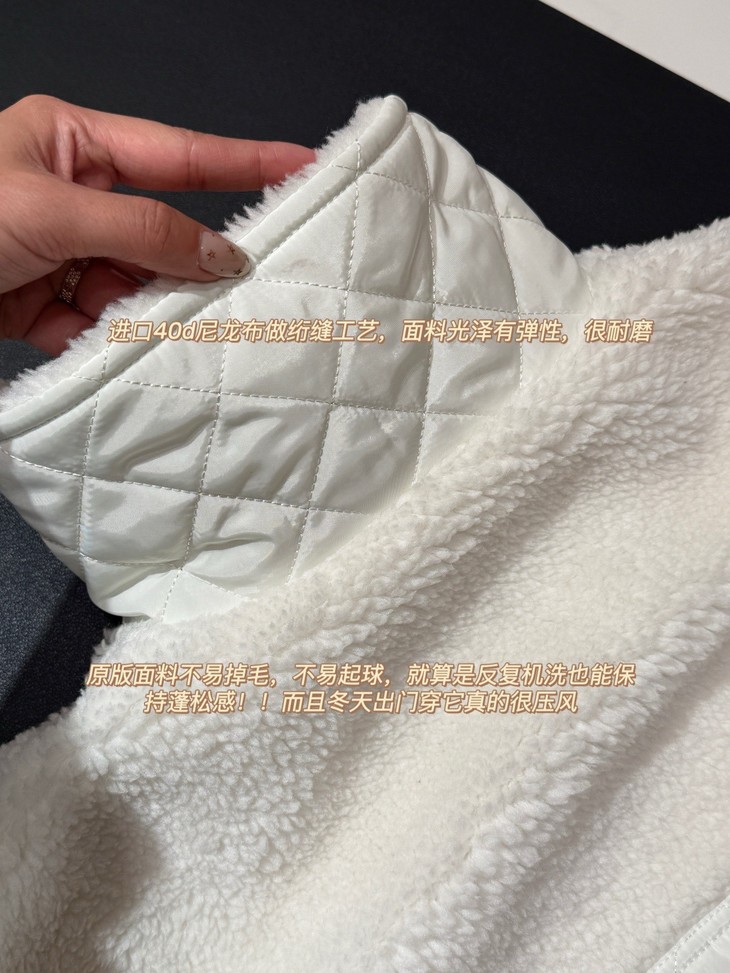 进口40d尼龙布做绗缝工艺，面料光泽有弹性，很耐磨
原版面料不易掉毛，不易起球，就算是反复机洗也能保
持蓬松感！！而且冬天出门穿它真的很压风